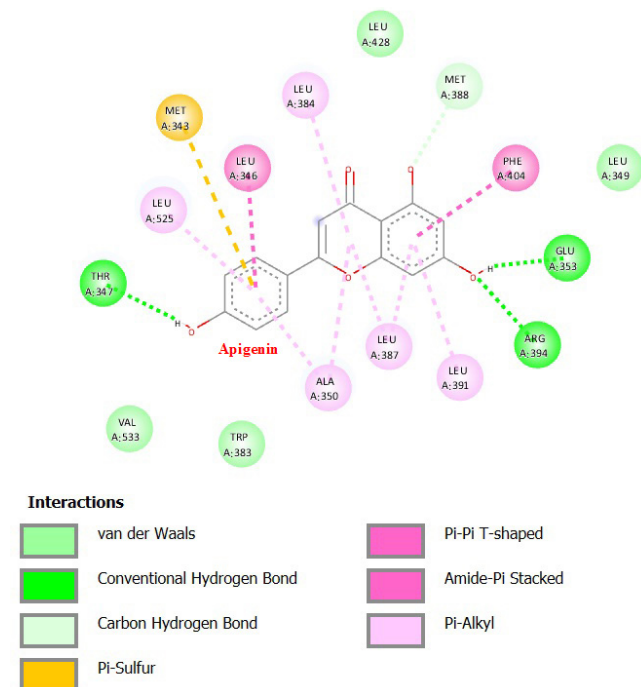 LEU
A:428
LEU
A:384
MET
A:388
MET
A:343
LEU
A:346
PHE
A:404
LEU
A:349
LEU
A:525
O
O
GLU
A:353
H
O
THR
A:347
H
O
O
Apigenin
LEU
A:387
ARG
A:394
ALA
A:350
LEU
A:391
VAL
A:533
TRP
A:383
Interactions
van der Waals
Conventional Hydrogen Bond
Carbon Hydrogen Bond
Pi-Sulfur
Pi-Pi T-shaped
Amide-Pi Stacked
Pi-Alkyl